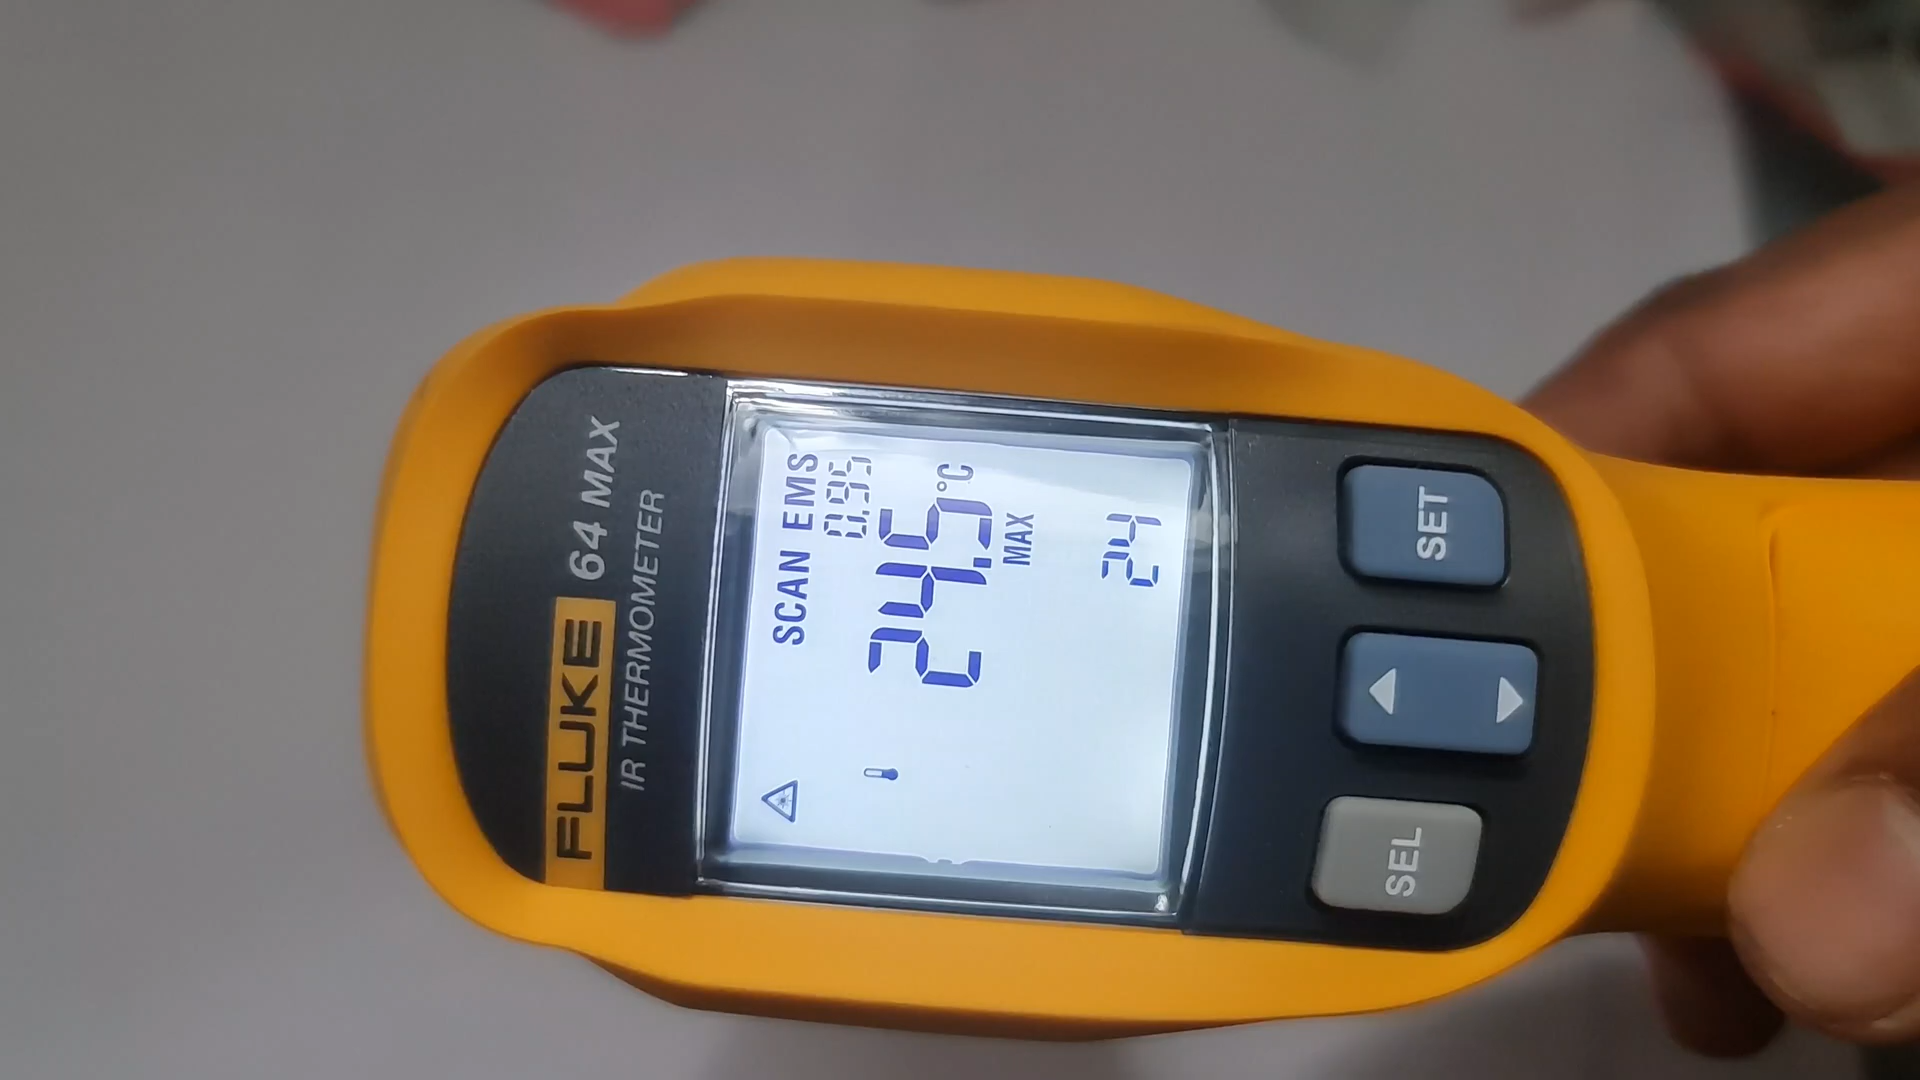 FLUKE 64 MAX
IR THERMOMETER
SCAN EMS
0.95
24.5 °C
MAX
24
SEL
SET